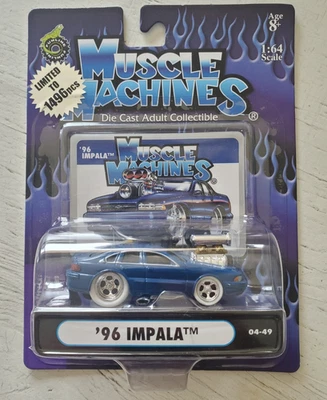 MUSCLE
MACHINES®
Die Cast Adult Collectible
Age
8+
1:64
Scale
LIMITED
TO
1496pcs
'96
IMPALA™
MUSCLE
MACHINES
'96 IMPALA™
04-49